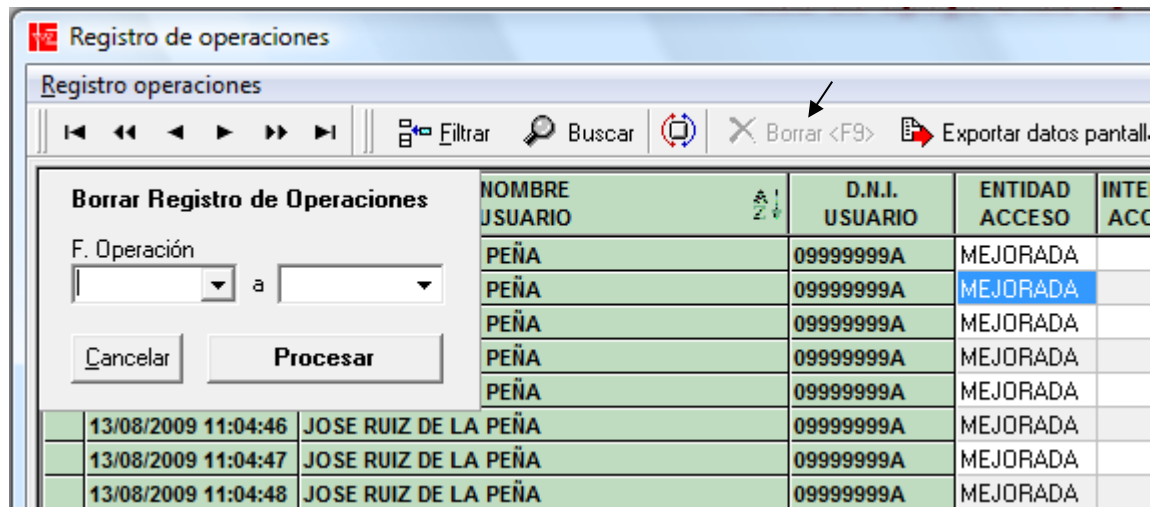 Registro de operaciones
Registro operaciones
Filtrar Buscar Borrar <F9> Exportar datos pantall
Borrar Registro de Operaciones
F. Operación
a
Cancelar Procesar
NOMBRE USUARIO D.N.I. USUARIO ENTIDAD ACCESO INTE ACC
PEÑA 09999999A MEJORADA
PEÑA 09999999A MEJORADA
PEÑA 09999999A MEJORADA
PEÑA 09999999A MEJORADA
PEÑA 09999999A MEJORADA
13/08/2009 11:04:46 JOSE RUIZ DE LA PEÑA 09999999A MEJORADA
13/08/2009 11:04:47 JOSE RUIZ DE LA PEÑA 09999999A MEJORADA
13/08/2009 11:04:48 JOSE RUIZ DE LA PEÑA 09999999A MEJORADA